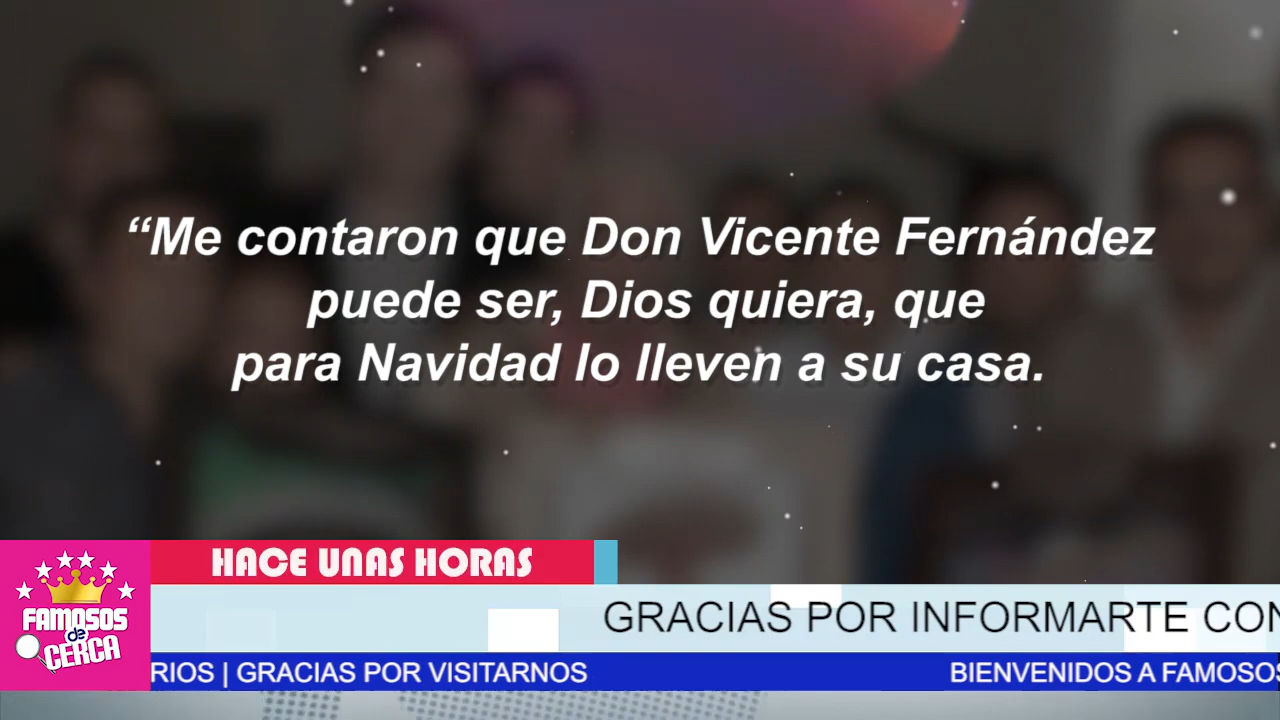 “Me contaron que Don Vicente Fernández
puede ser, Dios quiera, que
para Navidad lo lleven a su casa.
HACE UNAS HORAS
FAMOSOS
de
CERCA
GRACIAS POR INFORMARTE CON
RIOS | GRACIAS POR VISITARNOS
BIENVENIDOS A FAMOSOS